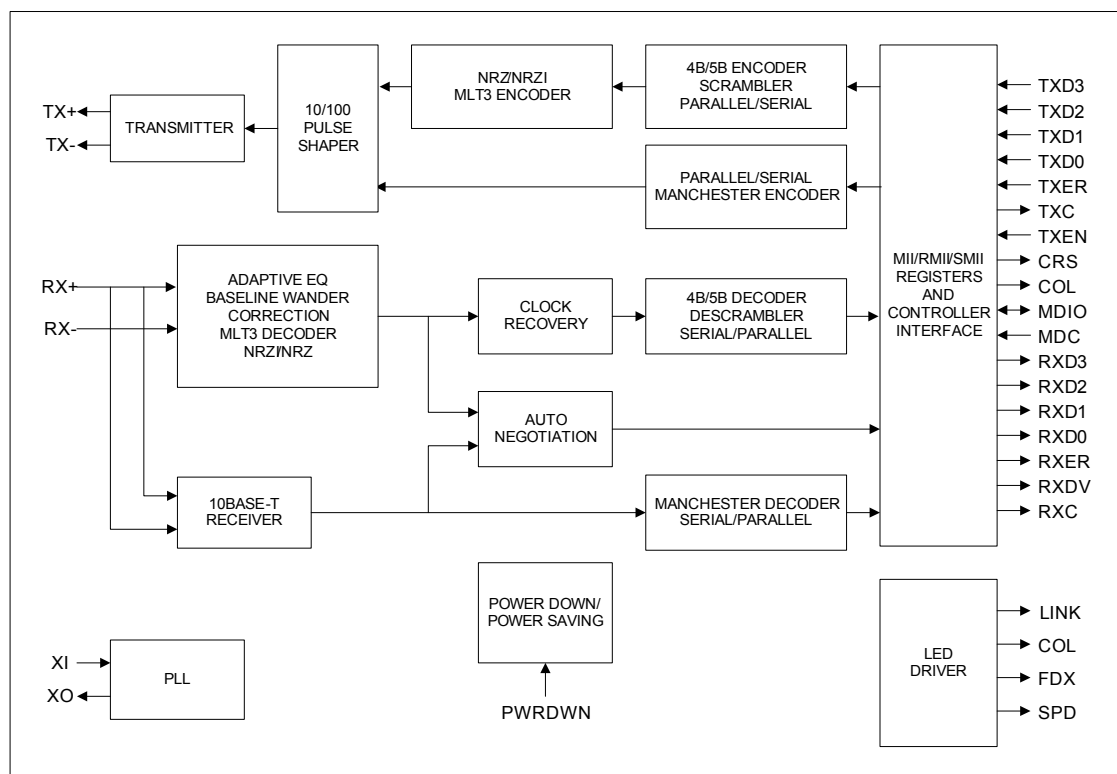 TX+
TX-
TRANSMITTER
10/100
PULSE
SHAPER
NRZ/NRZI
MLT3 ENCODER
4B/5B ENCODER
SCRAMBLER
PARALLEL/SERIAL
PARALLEL/SERIAL
MANCHESTER ENCODER
RX+
RX-
ADAPTIVE EQ
BASELINE WANDER
CORRECTION
MLT3 DECODER
NRZI/NRZ
CLOCK
RECOVERY
4B/5B DECODER
DESCRAMBLER
SERIAL/PARALLEL
AUTO
NEGOTIATION
10BASE-T
RECEIVER
MANCHESTER DECODER
SERIAL/PARALLEL
MII/RMII/SMII
REGISTERS
AND
CONTROLLER
INTERFACE
TXD3
TXD2
TXD1
TXD0
TXER
TXC
TXEN
CRS
COL
MDIO
MDC
RXD3
RXD2
RXD1
RXD0
RXER
RXDV
RXC
XI
XO
PLL
POWER DOWN/
POWER SAVING
PWRDWN
LED
DRIVER
LINK
COL
FDX
SPD